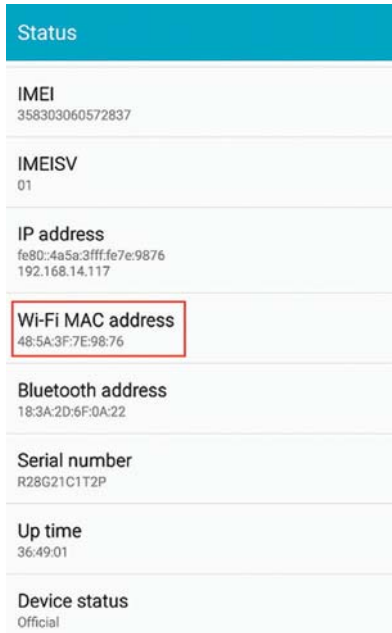 Status
IMEI
358303060572837
IMEISV
01
IP address
fe80::4a5a:3fff:fe7e:9876
192.168.14.117
Wi-Fi MAC address
48:5A:3F:7E:98:76
Bluetooth address
18:3A:2D:6F:0A:22
Serial number
R28G21C1T2P
Up time
36:49:01
Device status
Official